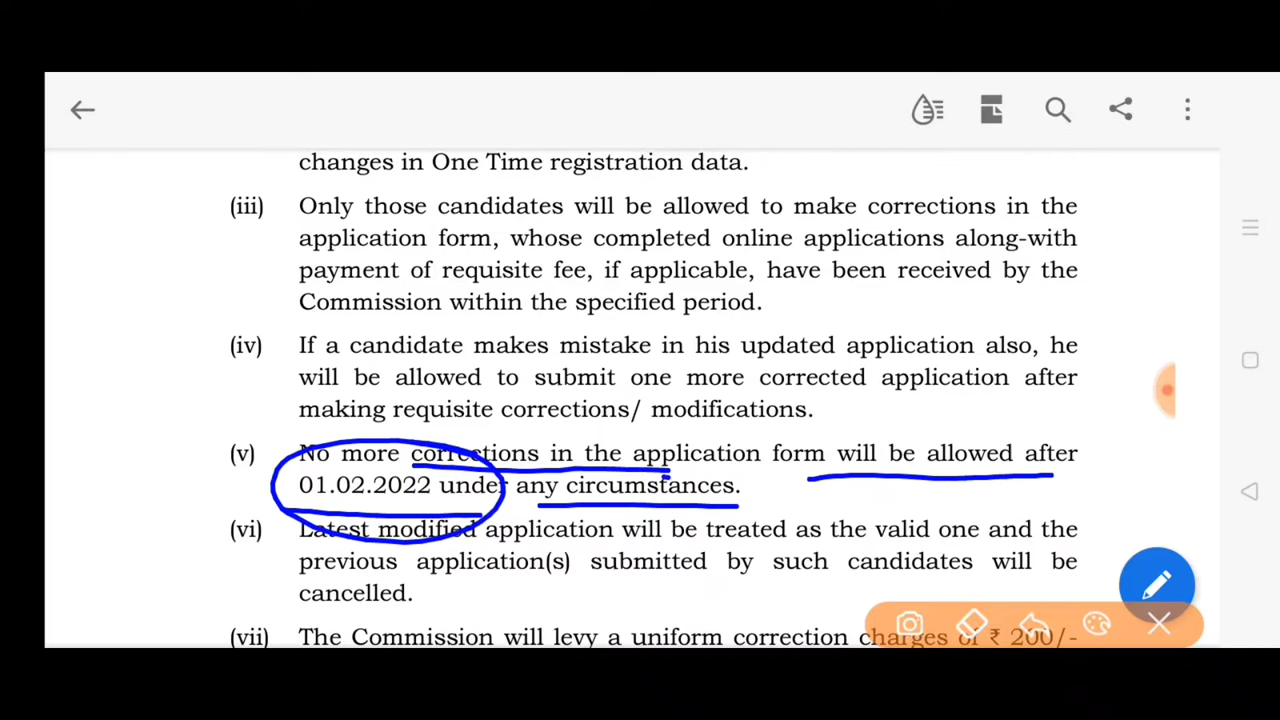 changes in One Time registration data.
(iii) Only those candidates will be allowed to make corrections in the
application form, whose completed online applications along-with
payment of requisite fee, if applicable, have been received by the
Commission within the specified period.
(iv) If a candidate makes mistake in his updated application also, he
will be allowed to submit one more corrected application after
making requisite corrections/ modifications.
(v) No more corrections in the application form will be allowed after
01.02.2022 under any circumstances.
(vi) Latest modified application will be treated as the valid one and the
previous application(s) submitted by such candidates will be
cancelled.
(vii) The Commission will levy a uniform correction charges of ₹ 200/-